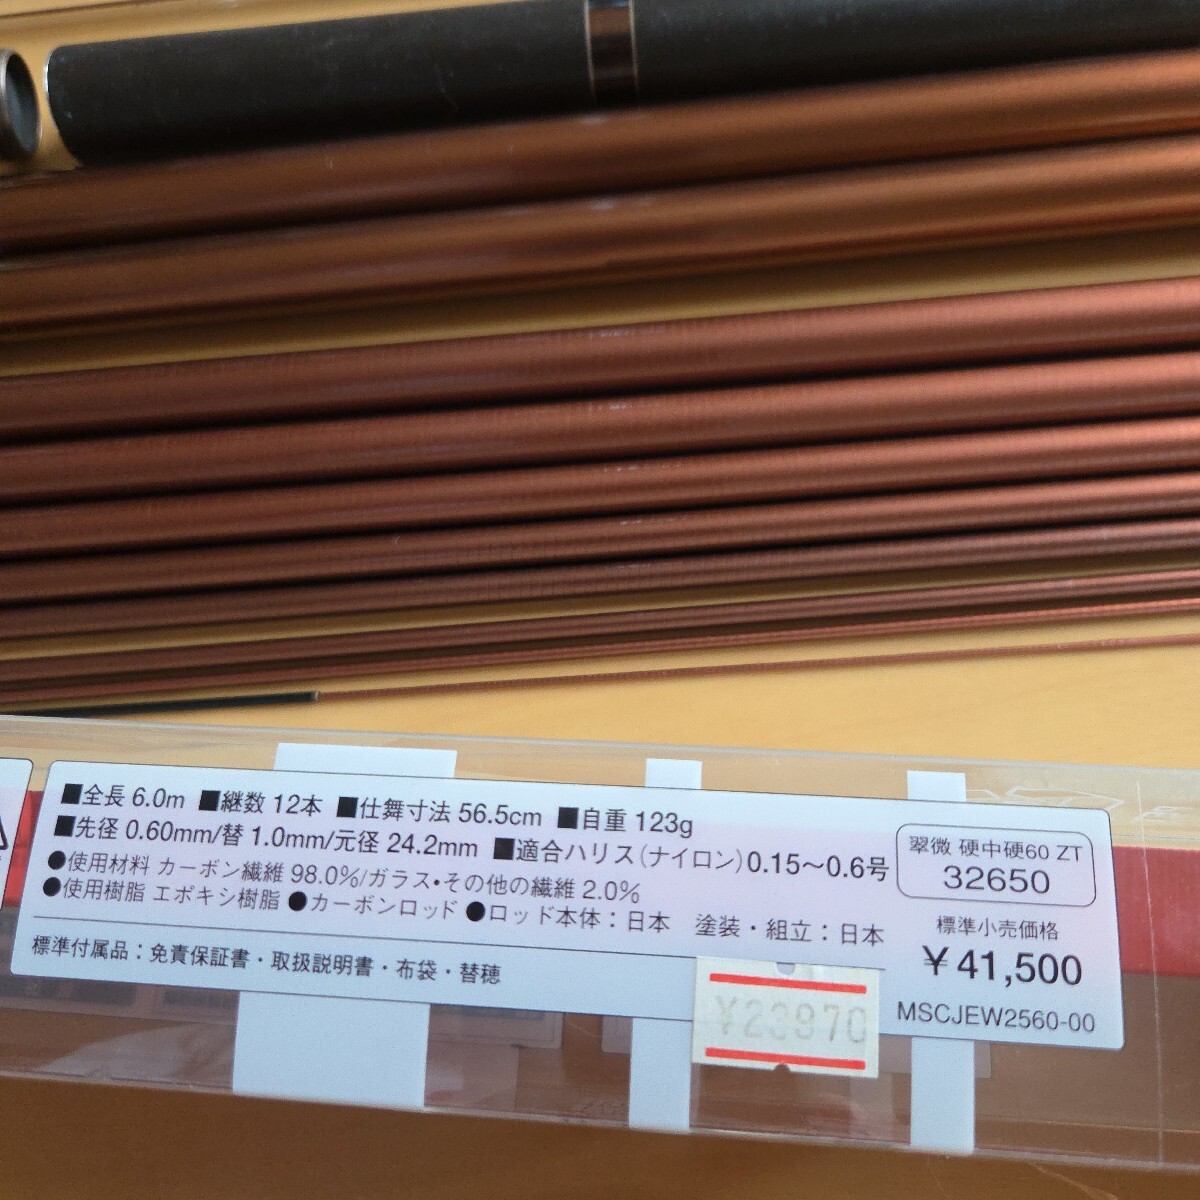 ■全長 6.0m ■継数 12本 ■仕舞寸法 56.5cm ■自重 123g
■先径 0.60mm/替 1.0mm/元径 24.2mm ■適合ハリス(ナイロン)0.15〜0.6号
●使用材料 カーボン繊維 98.0%/ガラス・その他の繊維 2.0%
●使用樹脂 エポキシ樹脂 ●カーボンロッド ●ロッド本体:日本 塗装・組立:日本
標準付属品:免責保証書・取扱説明書・布袋・替穂
翠微 硬中硬60 ZT
32650
標準小売価格
¥41,500
MSCJEW2560-00
¥23970